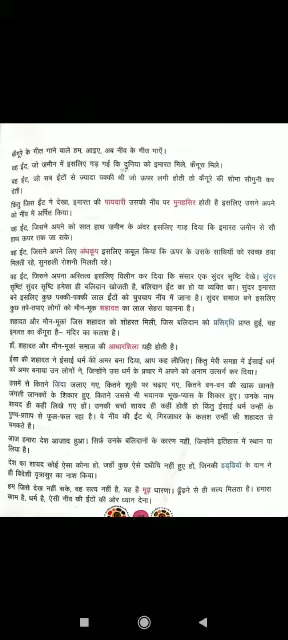 कँगूरे के गीत गाने वाले हम, आइए, अब नींव के गीत गाएँ।
वह ईंट, जो ज़मीन में इसलिए गड़ गई कि दुनिया को इमारत मिले, कँगूरा मिले।
वह ईंट, जो सब ईंटों से ज्यादा पक्की थी जो ऊपर लगी होती तो कँगूरे की शोभा सौगुनी कर
देती।
किंतु जिस ईंट ने देखा, इमारत की पायदारी उसकी नींव पर मुनहसिर होती है इसलिए उसने अपने
को नींव में अर्पित किया।
वह ईंट, जिसने अपने को सात हाथ ज़मीन के अंदर इसलिए गाड़ दिया कि इमारत ज़मीन से सौ
हाथ ऊपर तक जा सके।
वह ईंट, जिसने अपने लिए अंधकूप इसलिए कबूल किया कि ऊपर के उसके साथियों को स्वच्छ हवा
मिलती रहे, सुनहली रोशनी मिलती रहे।
वह ईंट, जिसने अपना अस्तित्व इसलिए विलीन कर दिया कि संसार एक सुंदर सृष्टि देखे। सुंदर
सृष्टि! सुंदर सृष्टि हमेशा ही बलिदान खोजती है, बलिदान ईंट का हो या व्यक्ति का। सुंदर इमारत
बने इसलिए कुछ पक्की-पक्की लाल ईंटों को चुपचाप नींव में जाना है। सुंदर समाज बने इसलिए
कुछ तपे-तपाए लोगों को मौन-मूक शहादत का लाल सेहरा पहनना है।
शहादत और मौन-मूक! जिस शहादत को शोहरत मिली, जिस बलिदान को प्रसिद्धि प्राप्त हुई, वह
इमारत का कँगूरा है– मंदिर का कलश है।
हाँ, शहादत और मौन-मूक! समाज की आधारशिला यही होती है।
ईसा की शहादत ने ईसाई धर्म को अमर बना दिया, आप कह लीजिए। किंतु मेरी समझ में ईसाई धर्म
को अमर बनाया उन लोगों ने, जिन्होंने उस धर्म के प्रचार में अपने को अनाम उत्सर्ग कर दिया।
उनमें से कितने ज़िंदा जलाए गए, कितने शूली पर चढ़ाए गए, कितने वन-वन की खाक छानते
जंगली जानवरों के शिकार हुए, कितने उससे भी भयानक भूख-प्यास के शिकार हुए। उनके नाम
शायद ही कहीं लिखे गए हों। उनकी चर्चा शायद ही कहीं होती हो किंतु ईसाई धर्म उन्हीं के
पुण्य-प्रताप से फूल-फल रहा है। वे नींव की ईंट थे, गिरजाघर के कलश उन्हीं की शहादत से
चमकते हैं।
आज हमारा देश आज़ाद हुआ। सिर्फ उनके बलिदानों के कारण नहीं, जिन्होंने इतिहास में स्थान पा
लिया है।
देश का शायद कोई ऐसा कोना हो, जहाँ कुछ ऐसे दधीचि नहीं हुए हों, जिनकी हड्डियों के दान ने
ही विदेशी वृत्रासुर का नाश किया।
हम जिसे देख नहीं सके, वह सत्य नहीं है, यह है मूढ़ धारणा। ढूँढ़ने से ही सत्य मिलता है। हमारा
काम है, धर्म है, ऐसी नींव की ईंटों की ओर ध्यान देना।